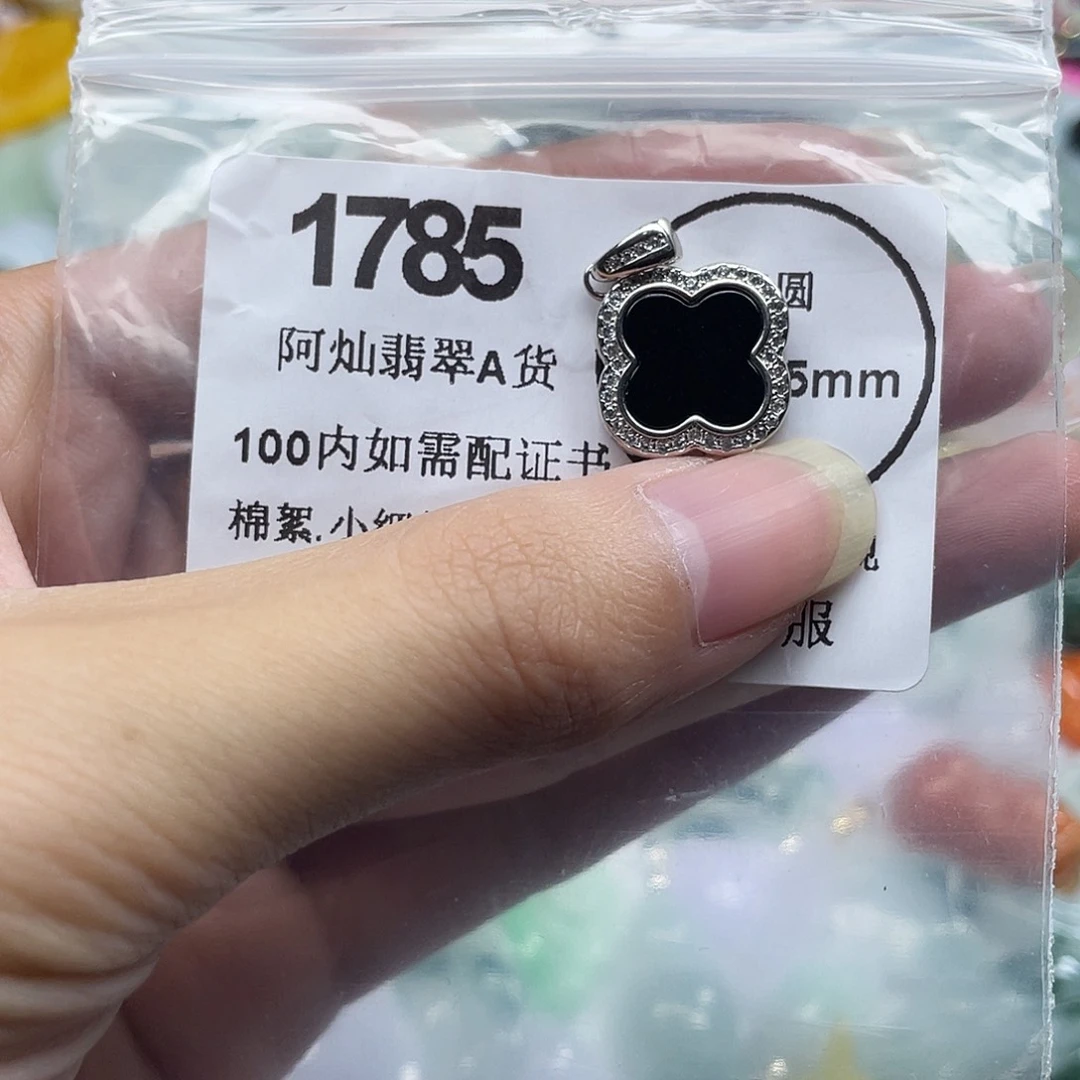 1785
圆
阿灿翡翠A货
5mm
100内如需配证书
棉絮.小
服